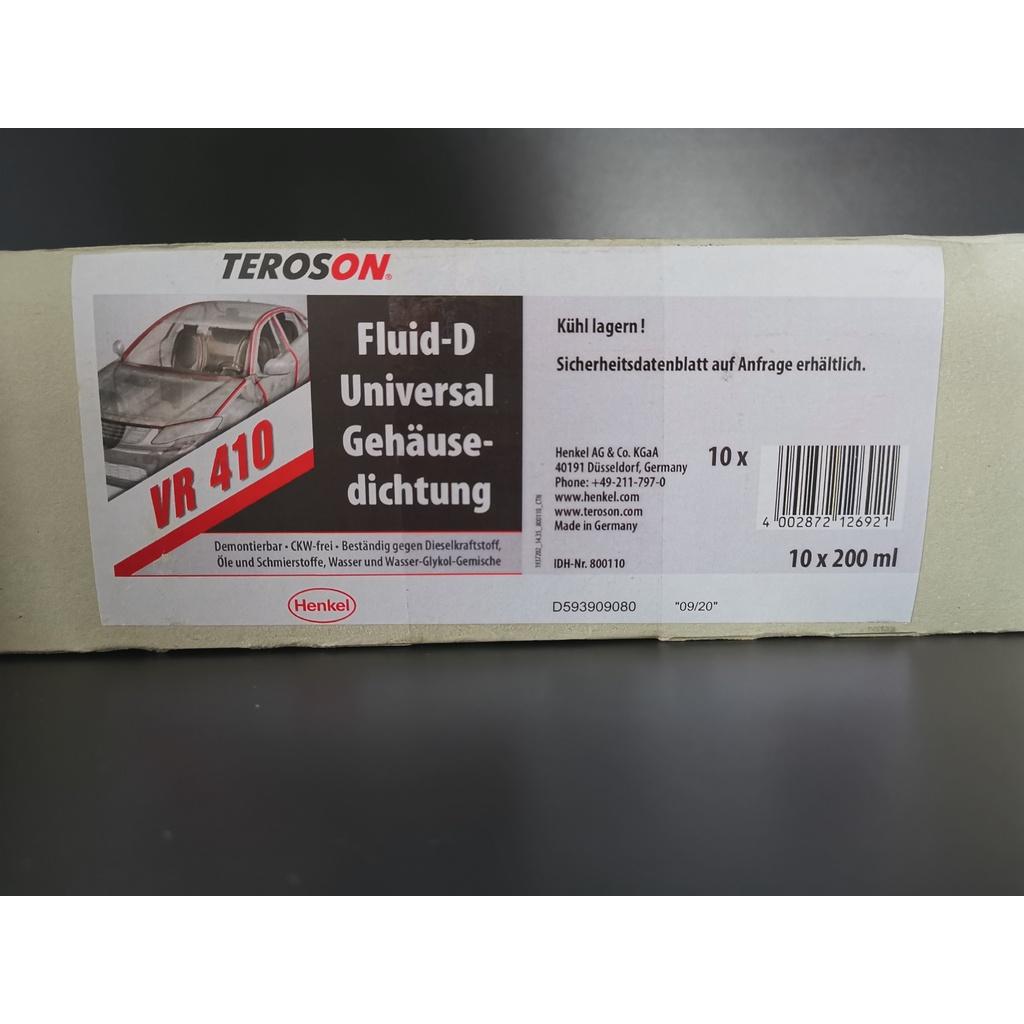 TEROSON®
VR 410
Fluid-D
Universal
Gehäuse-
dichtung
Demontierbar • CKW-frei • Beständig gegen Dieselkraftstoff,
Öle und Schmierstoffe, Wasser und Wasser-Glykol-Gemische
Henkel
Kühl lagern !
Sicherheitsdatenblatt auf Anfrage erhältlich.
Henkel AG & Co. KGaA
40191 Düsseldorf, Germany
Phone: +49-211-797-0
www.henkel.com
www.teroson.com
Made in Germany
IDH-Nr. 800110
10 x
4 002872 126921
10 x 200 ml
D593909080 "09/20"